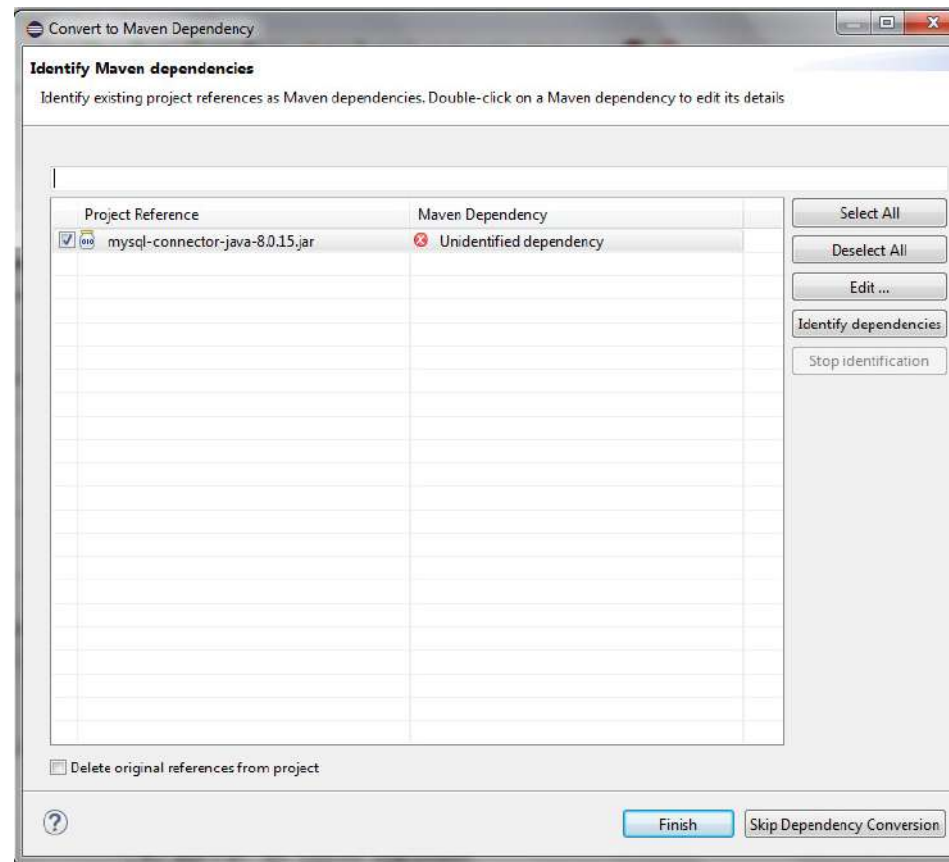 Convert to Maven Dependency
Identify Maven dependencies
Identify existing project references as Maven dependencies. Double-click on a Maven dependency to edit its details
Project Reference Maven Dependency
mysql-connector-java-8.0.15.jar Unidentified dependency
Select All
Deselect All
Edit ...
Identify dependencies
Stop identification
Delete original references from project
Finish Skip Dependency Conversion